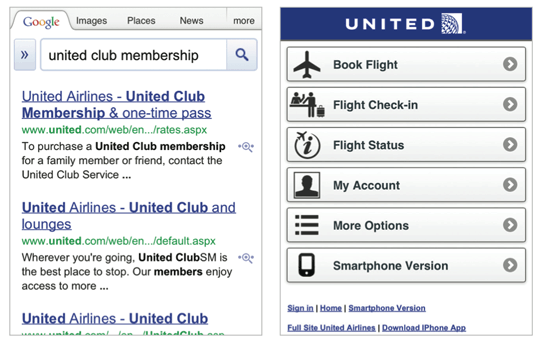 Google Images Places News more
» united club membership
United Airlines - United Club
Membership & one-time pass
www.united.com/web/en.../rates.aspx
To purchase a United Club membership
for a family member or friend, contact the
United Club Service ...
United Airlines - United Club and
lounges
www.united.com/web/en.../default.aspx
Wherever you're going, United ClubSM is
the best place to stop. Our members enjoy
access to more ...
United Airlines - United Club
UNITED
Book Flight
Flight Check-in
Flight Status
My Account
More Options
Smartphone Version
Sign in | Home | Smartphone Version
Full Site United Airlines | Download IPhone App